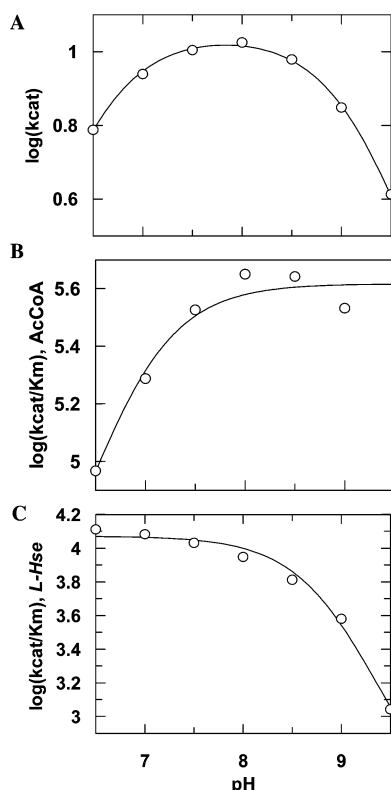 A
1
0.8
0.6
log(kcat)
B
5.6
5.4
5.2
5
log(kcat/Km), AcCoA
C
4.2
4
3.8
3.6
3.4
3.2
3
log(kcat/Km), L-Hse
7 8 9
pH